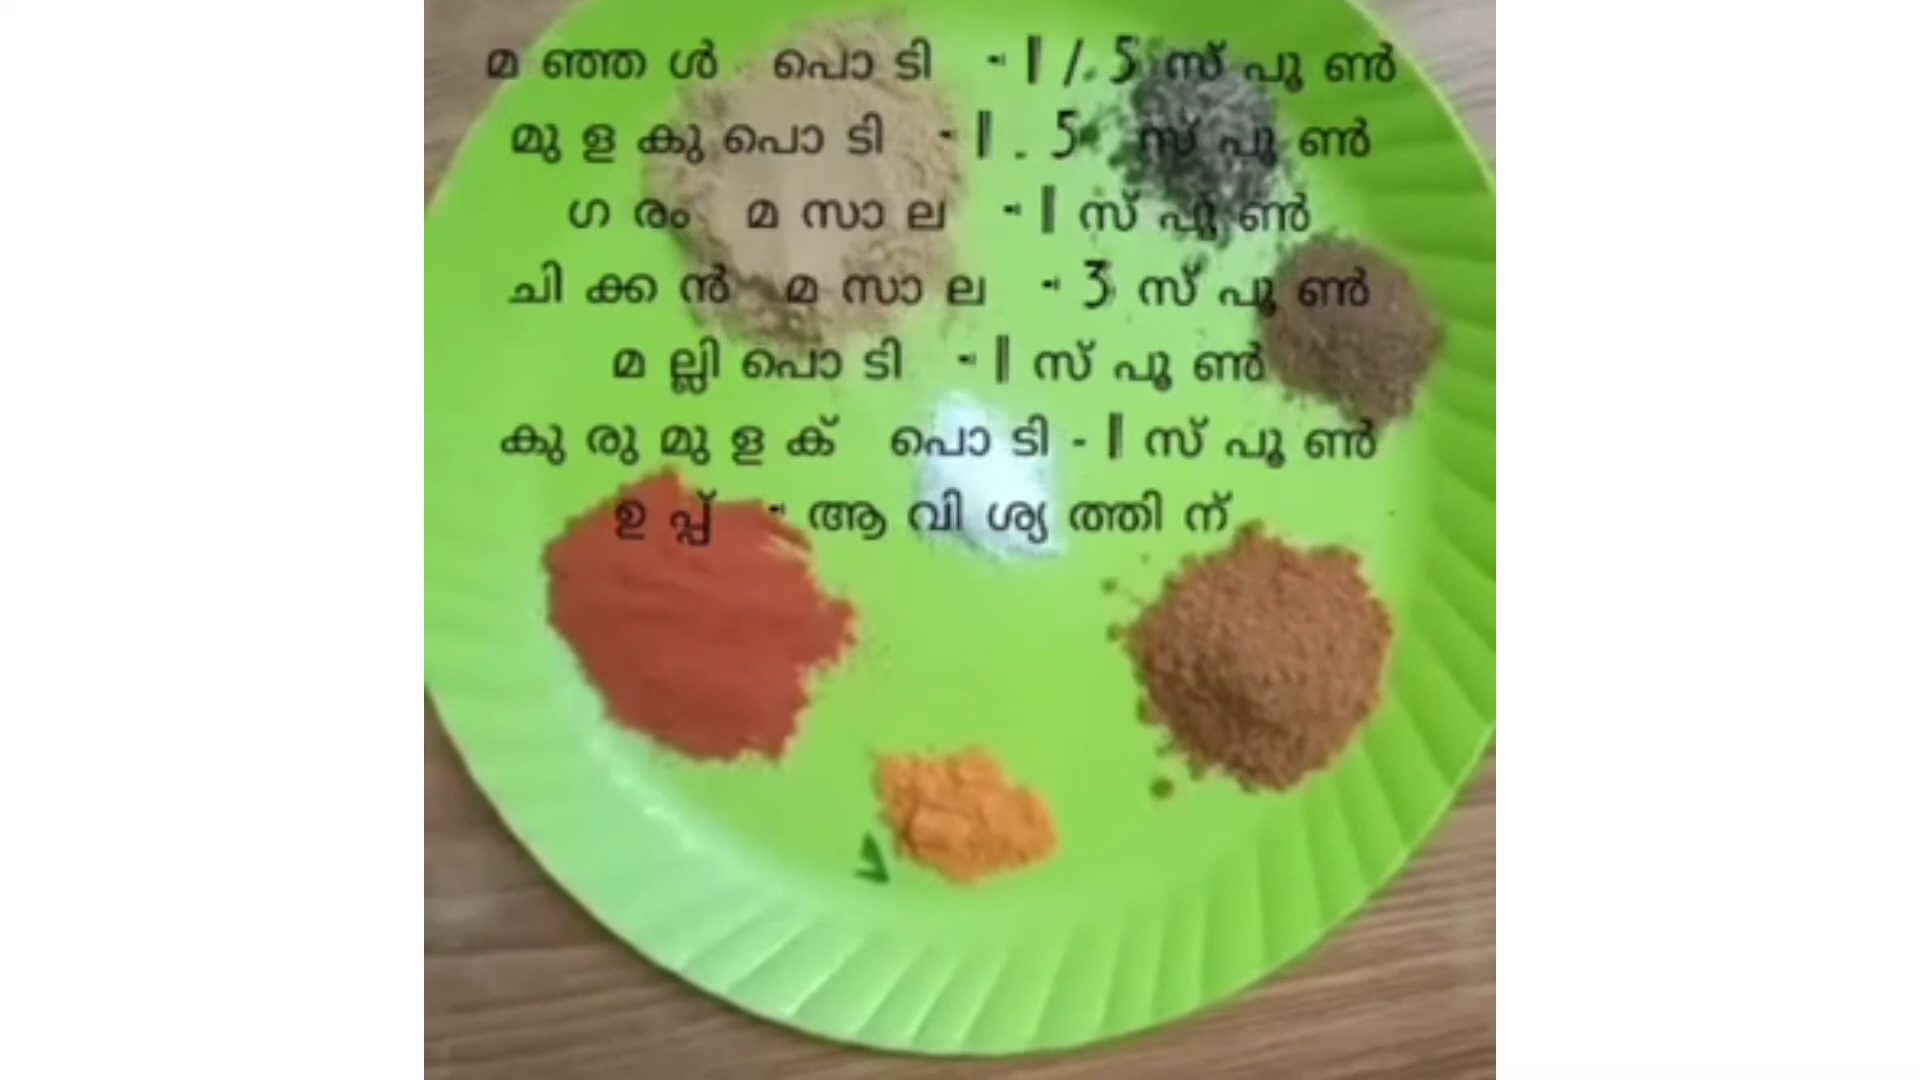 മഞ്ഞൾ പൊടി -1/.5 സ്പൂൺ
മുളകുപൊടി -1.5 സ്പൂൺ
ഗരം മസാല -1 സ്പൂൺ
ചിക്കൻ മസാല -3 സ്പൂൺ
മല്ലിപൊടി -1 സ്പൂൺ
കുരുമുളക് പൊടി-1 സ്പൂൺ
ഉപ്പ് - ആവിശ്യത്തിന്